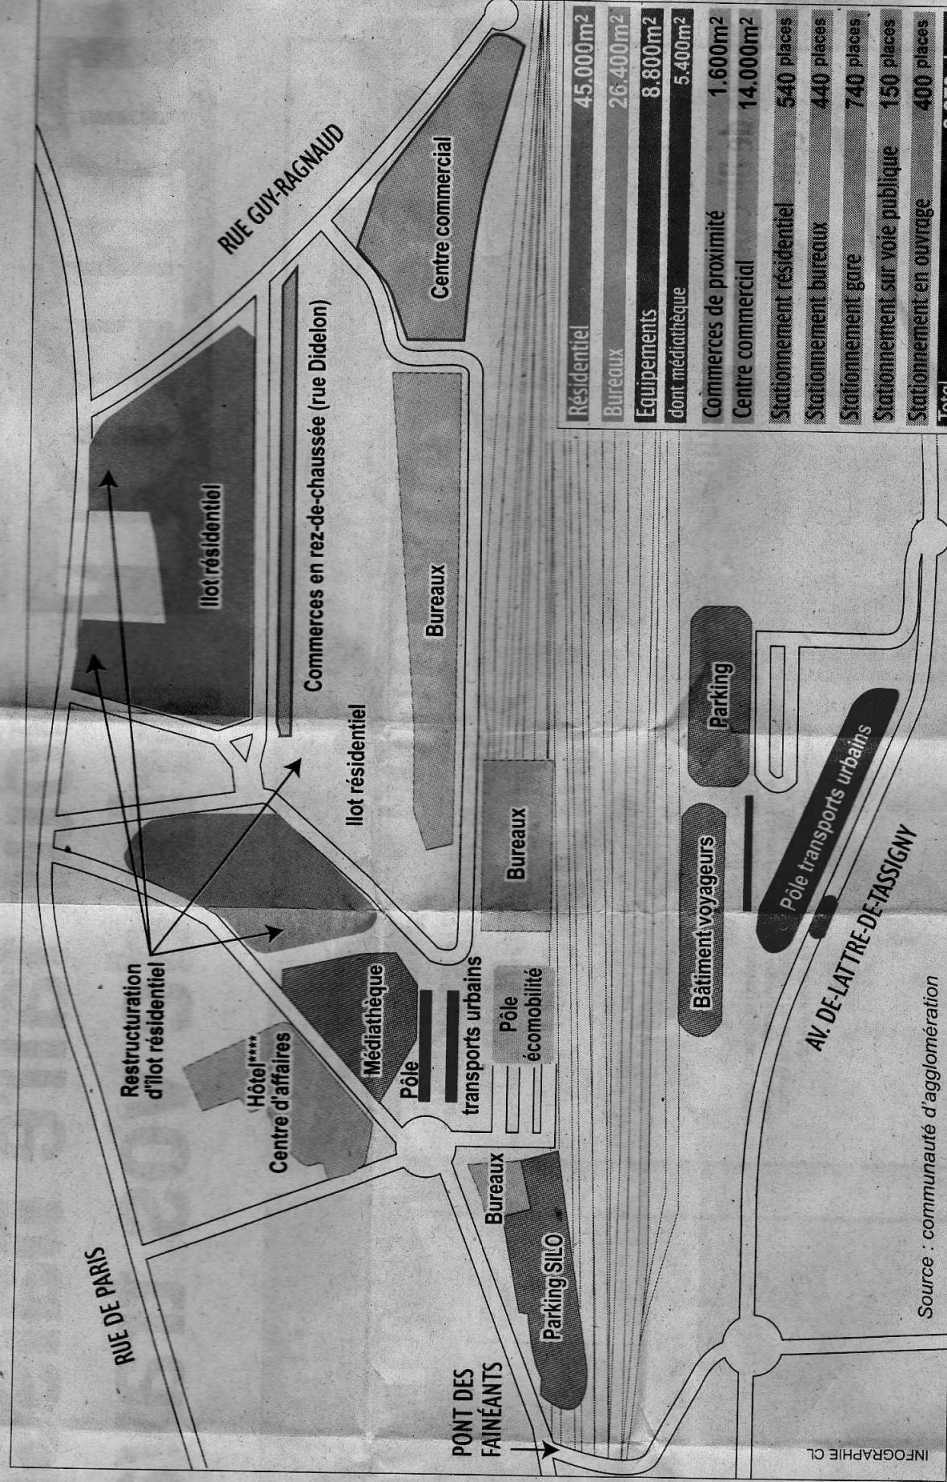 RUE DE PARIS
Restructuration
d'îlot résidentiel
Hôtel****
Centre d'affaires
Médiathèque
Pôle
transports urbains
Pôle
écomobilité
Bureaux
Parking SILO
PONT DES
FAINÉANTS
Ilot résidentiel
Ilot résidentiel
Commerces en rez-de-chaussée (rue Didelon)
RUE GUY-RAGNAUD
Centre commercial
Bureaux
Bureaux
Bâtiment voyageurs
Parking
Pôle transports urbains
AV. DE-LATTRE-DE-TASSIGNY
Résidentiel 45.000m²
Bureaux 26.400m²
Equipements 8.800m²
dont médiathèque 5.400m²
Commerces de proximité 1.600m²
Centre commercial 14.000m²
Stationnement résidentiel 540 places
Stationnement bureaux 440 places
Stationnement gare 740 places
Stationnement sur voie publique 150 places
Stationnement en ouvrage 400 places
Total
Source : communauté d'agglomération
INFOGRAPHIE CL